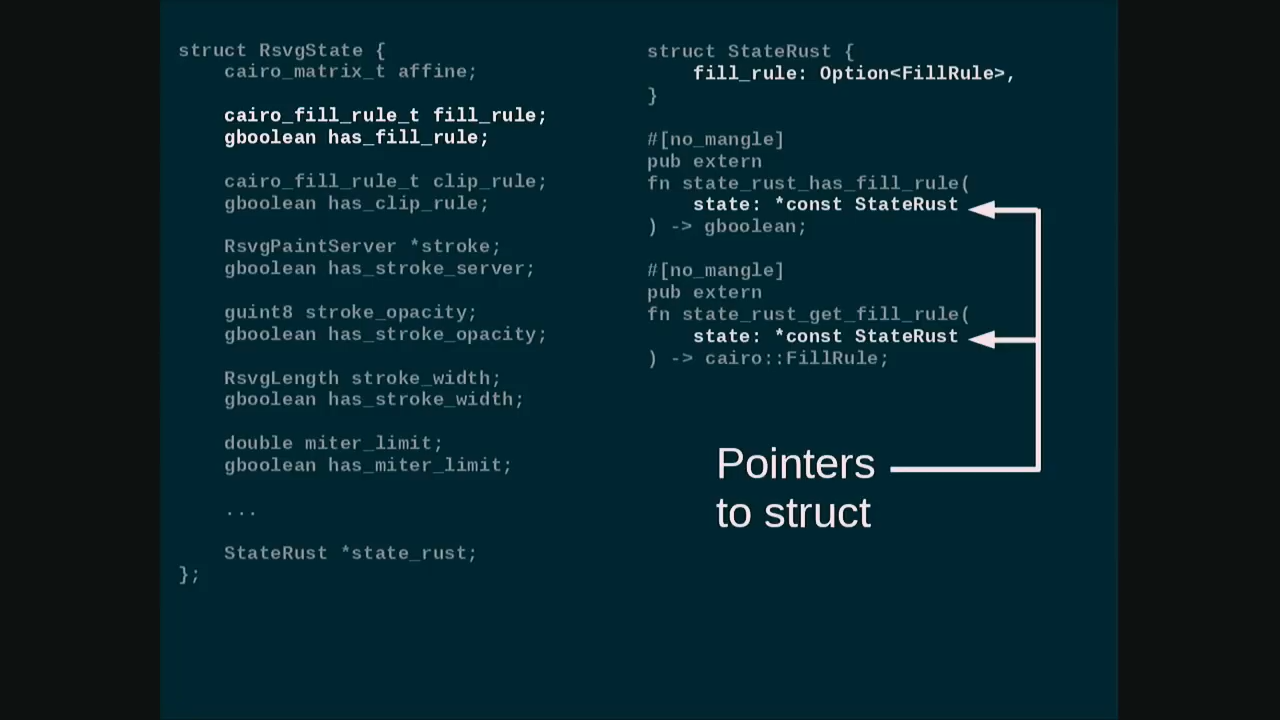 struct RsvgState {
cairo_matrix_t affine;
cairo_fill_rule_t fill_rule;
gboolean has_fill_rule;
cairo_fill_rule_t clip_rule;
gboolean has_clip_rule;
RsvgPaintServer *stroke;
gboolean has_stroke_server;
guint8 stroke_opacity;
gboolean has_stroke_opacity;
RsvgLength stroke_width;
gboolean has_stroke_width;
double miter_limit;
gboolean has_miter_limit;
...
StateRust *state_rust;
};
struct StateRust {
fill_rule: Option<FillRule>,
}
#[no_mangle]
pub extern
fn state_rust_has_fill_rule(
state: *const StateRust
) -> gboolean;
#[no_mangle]
pub extern
fn state_rust_get_fill_rule(
state: *const StateRust
) -> cairo::FillRule;
Pointers
to struct